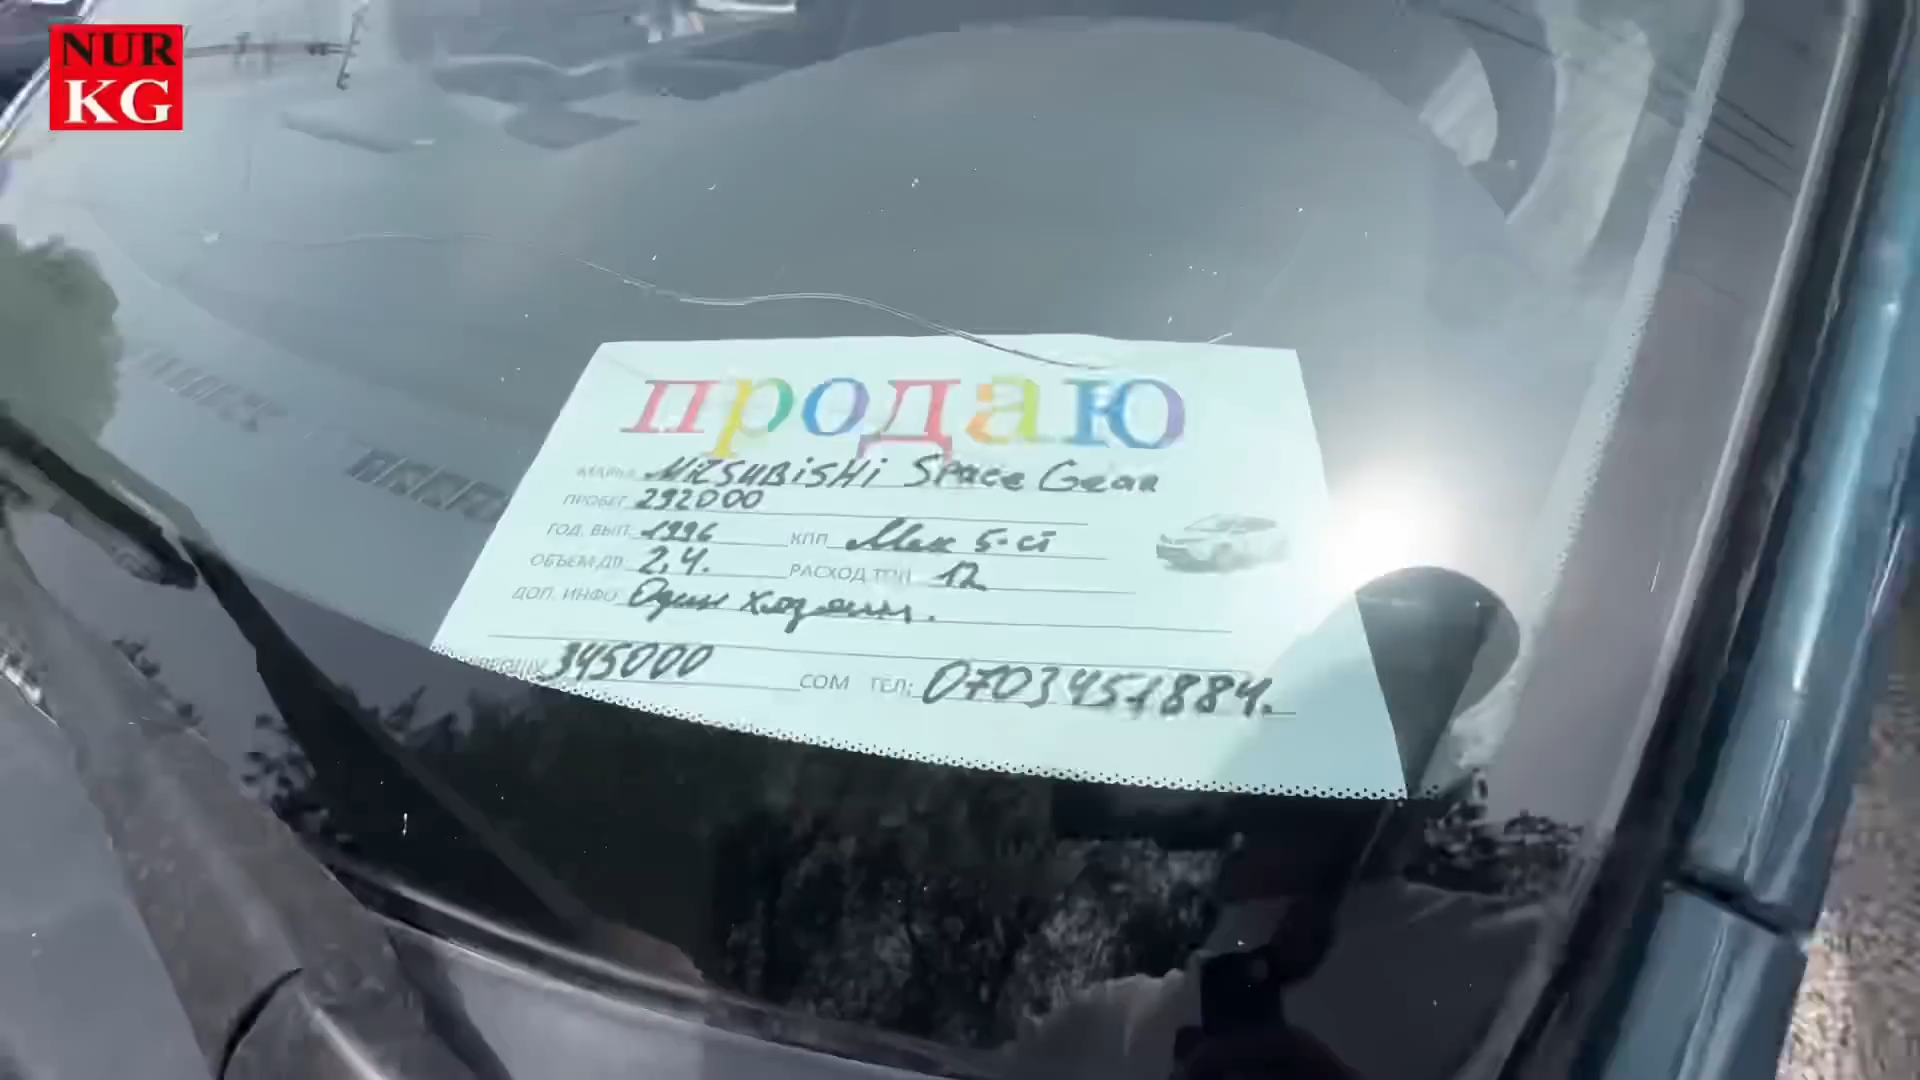 NUR
KG
продаю
МАРКА MITSUBISHI Space Gear
ПРОБЕГ 292000
ГОД. ВЫП. 1996 КПП Мех 5-ст
ОБЪЕМ ДВ. 2,4. РАСХОД ТОП. 12
ДОП. ИНФО Один хозяин.
345000 СОМ ТЕЛ: 0703451884.